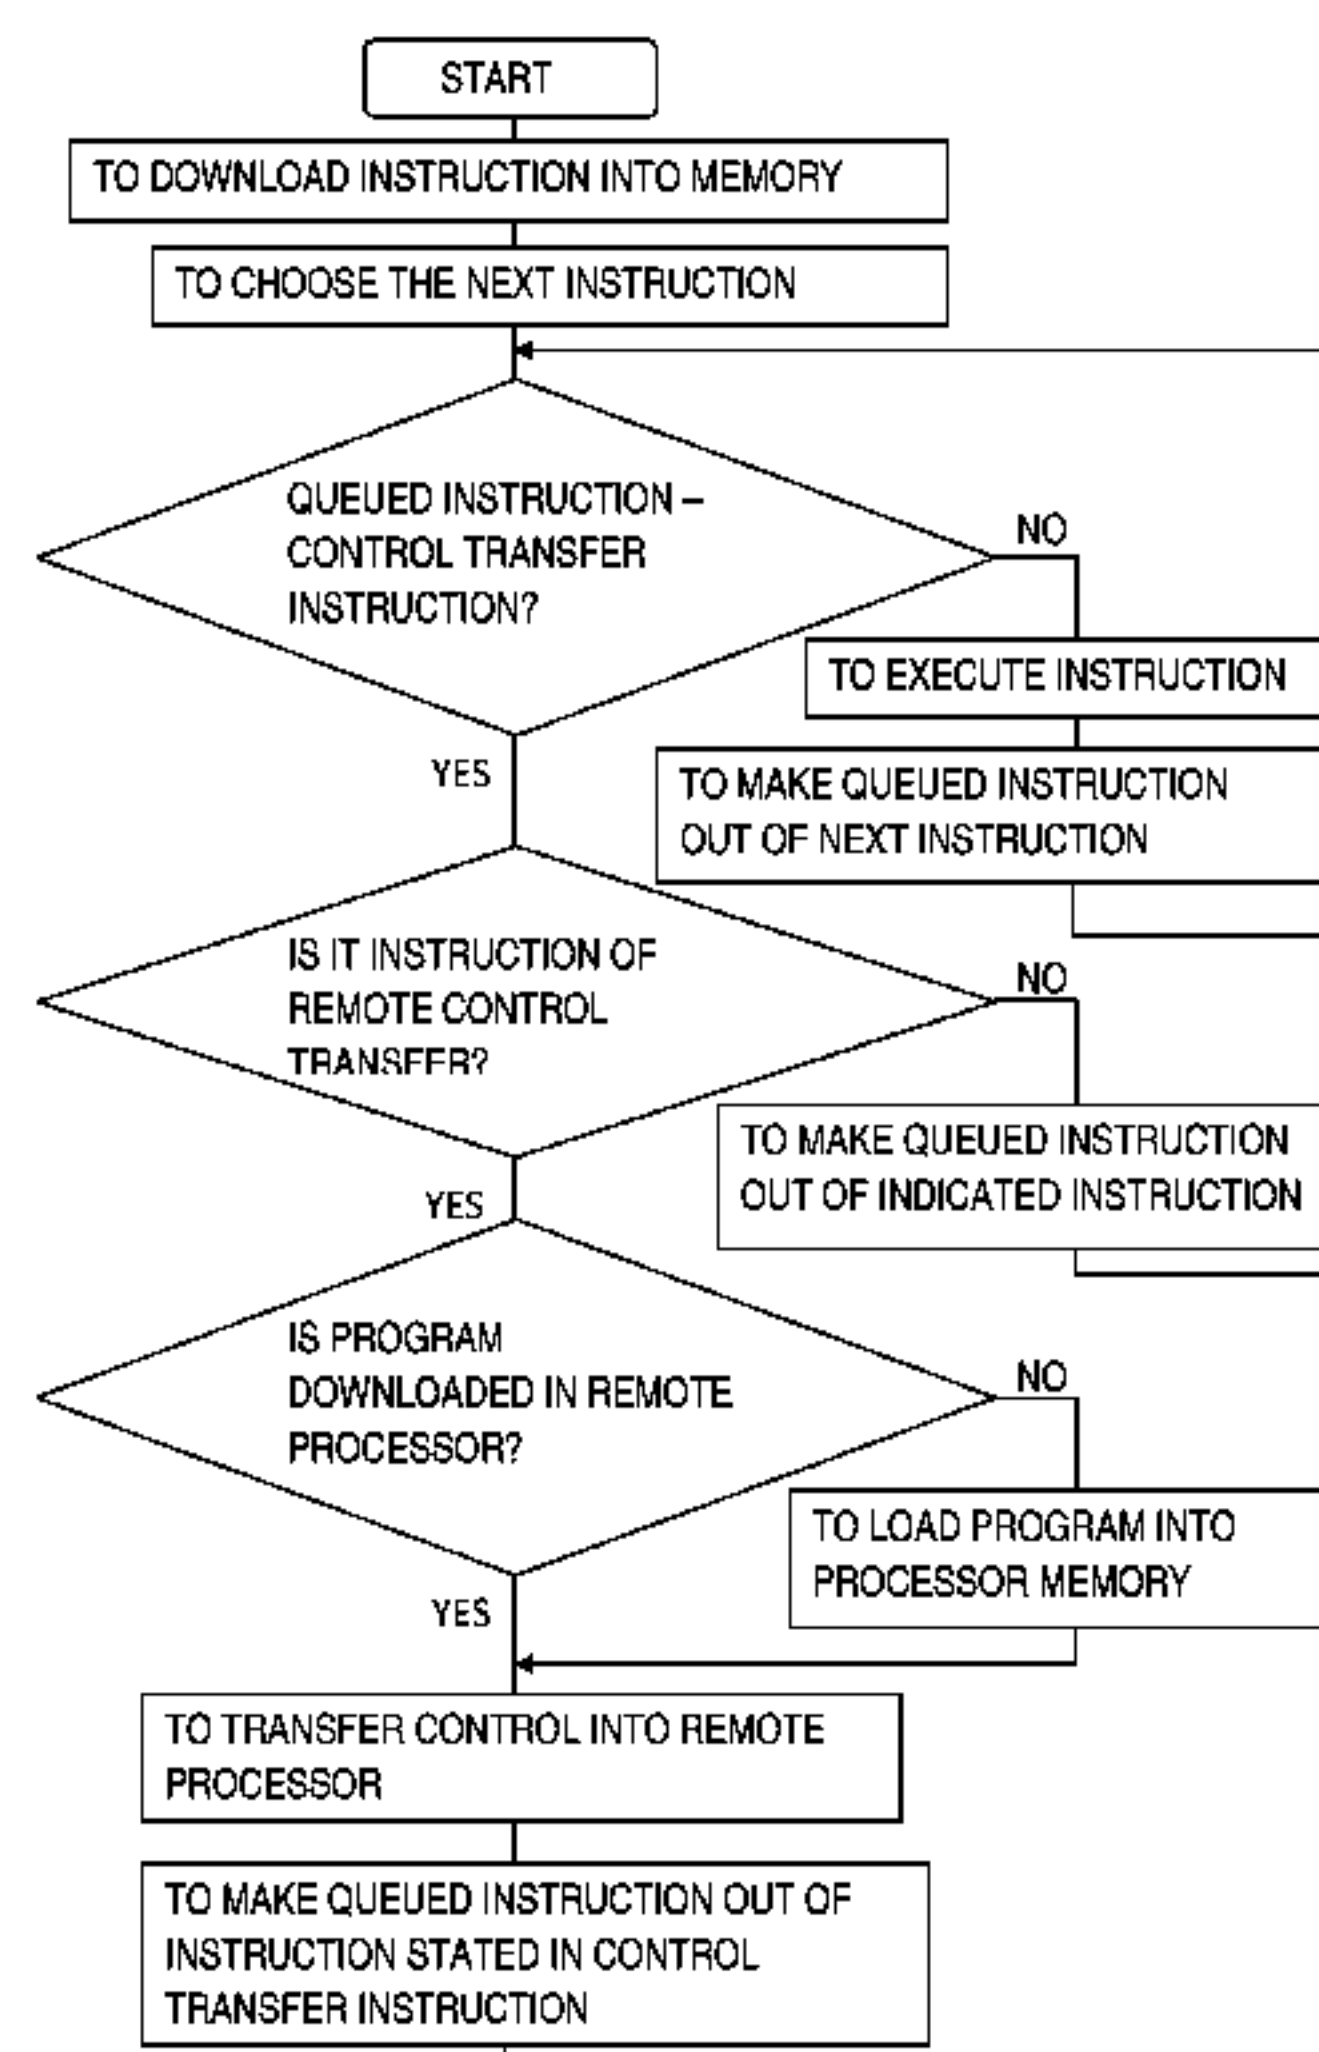 START
TO DOWNLOAD INSTRUCTION INTO MEMORY
TO CHOOSE THE NEXT INSTRUCTION
QUEUED INSTRUCTION –
CONTROL TRANSFER
INSTRUCTION?
NO
TO EXECUTE INSTRUCTION
YES
TO MAKE QUEUED INSTRUCTION
OUT OF NEXT INSTRUCTION
IS IT INSTRUCTION OF
REMOTE CONTROL
TRANSFER?
NO
TO MAKE QUEUED INSTRUCTION
OUT OF INDICATED INSTRUCTION
YES
IS PROGRAM
DOWNLOADED IN REMOTE
PROCESSOR?
NO
TO LOAD PROGRAM INTO
PROCESSOR MEMORY
YES
TO TRANSFER CONTROL INTO REMOTE
PROCESSOR
TO MAKE QUEUED INSTRUCTION OUT OF
INSTRUCTION STATED IN CONTROL
TRANSFER INSTRUCTION